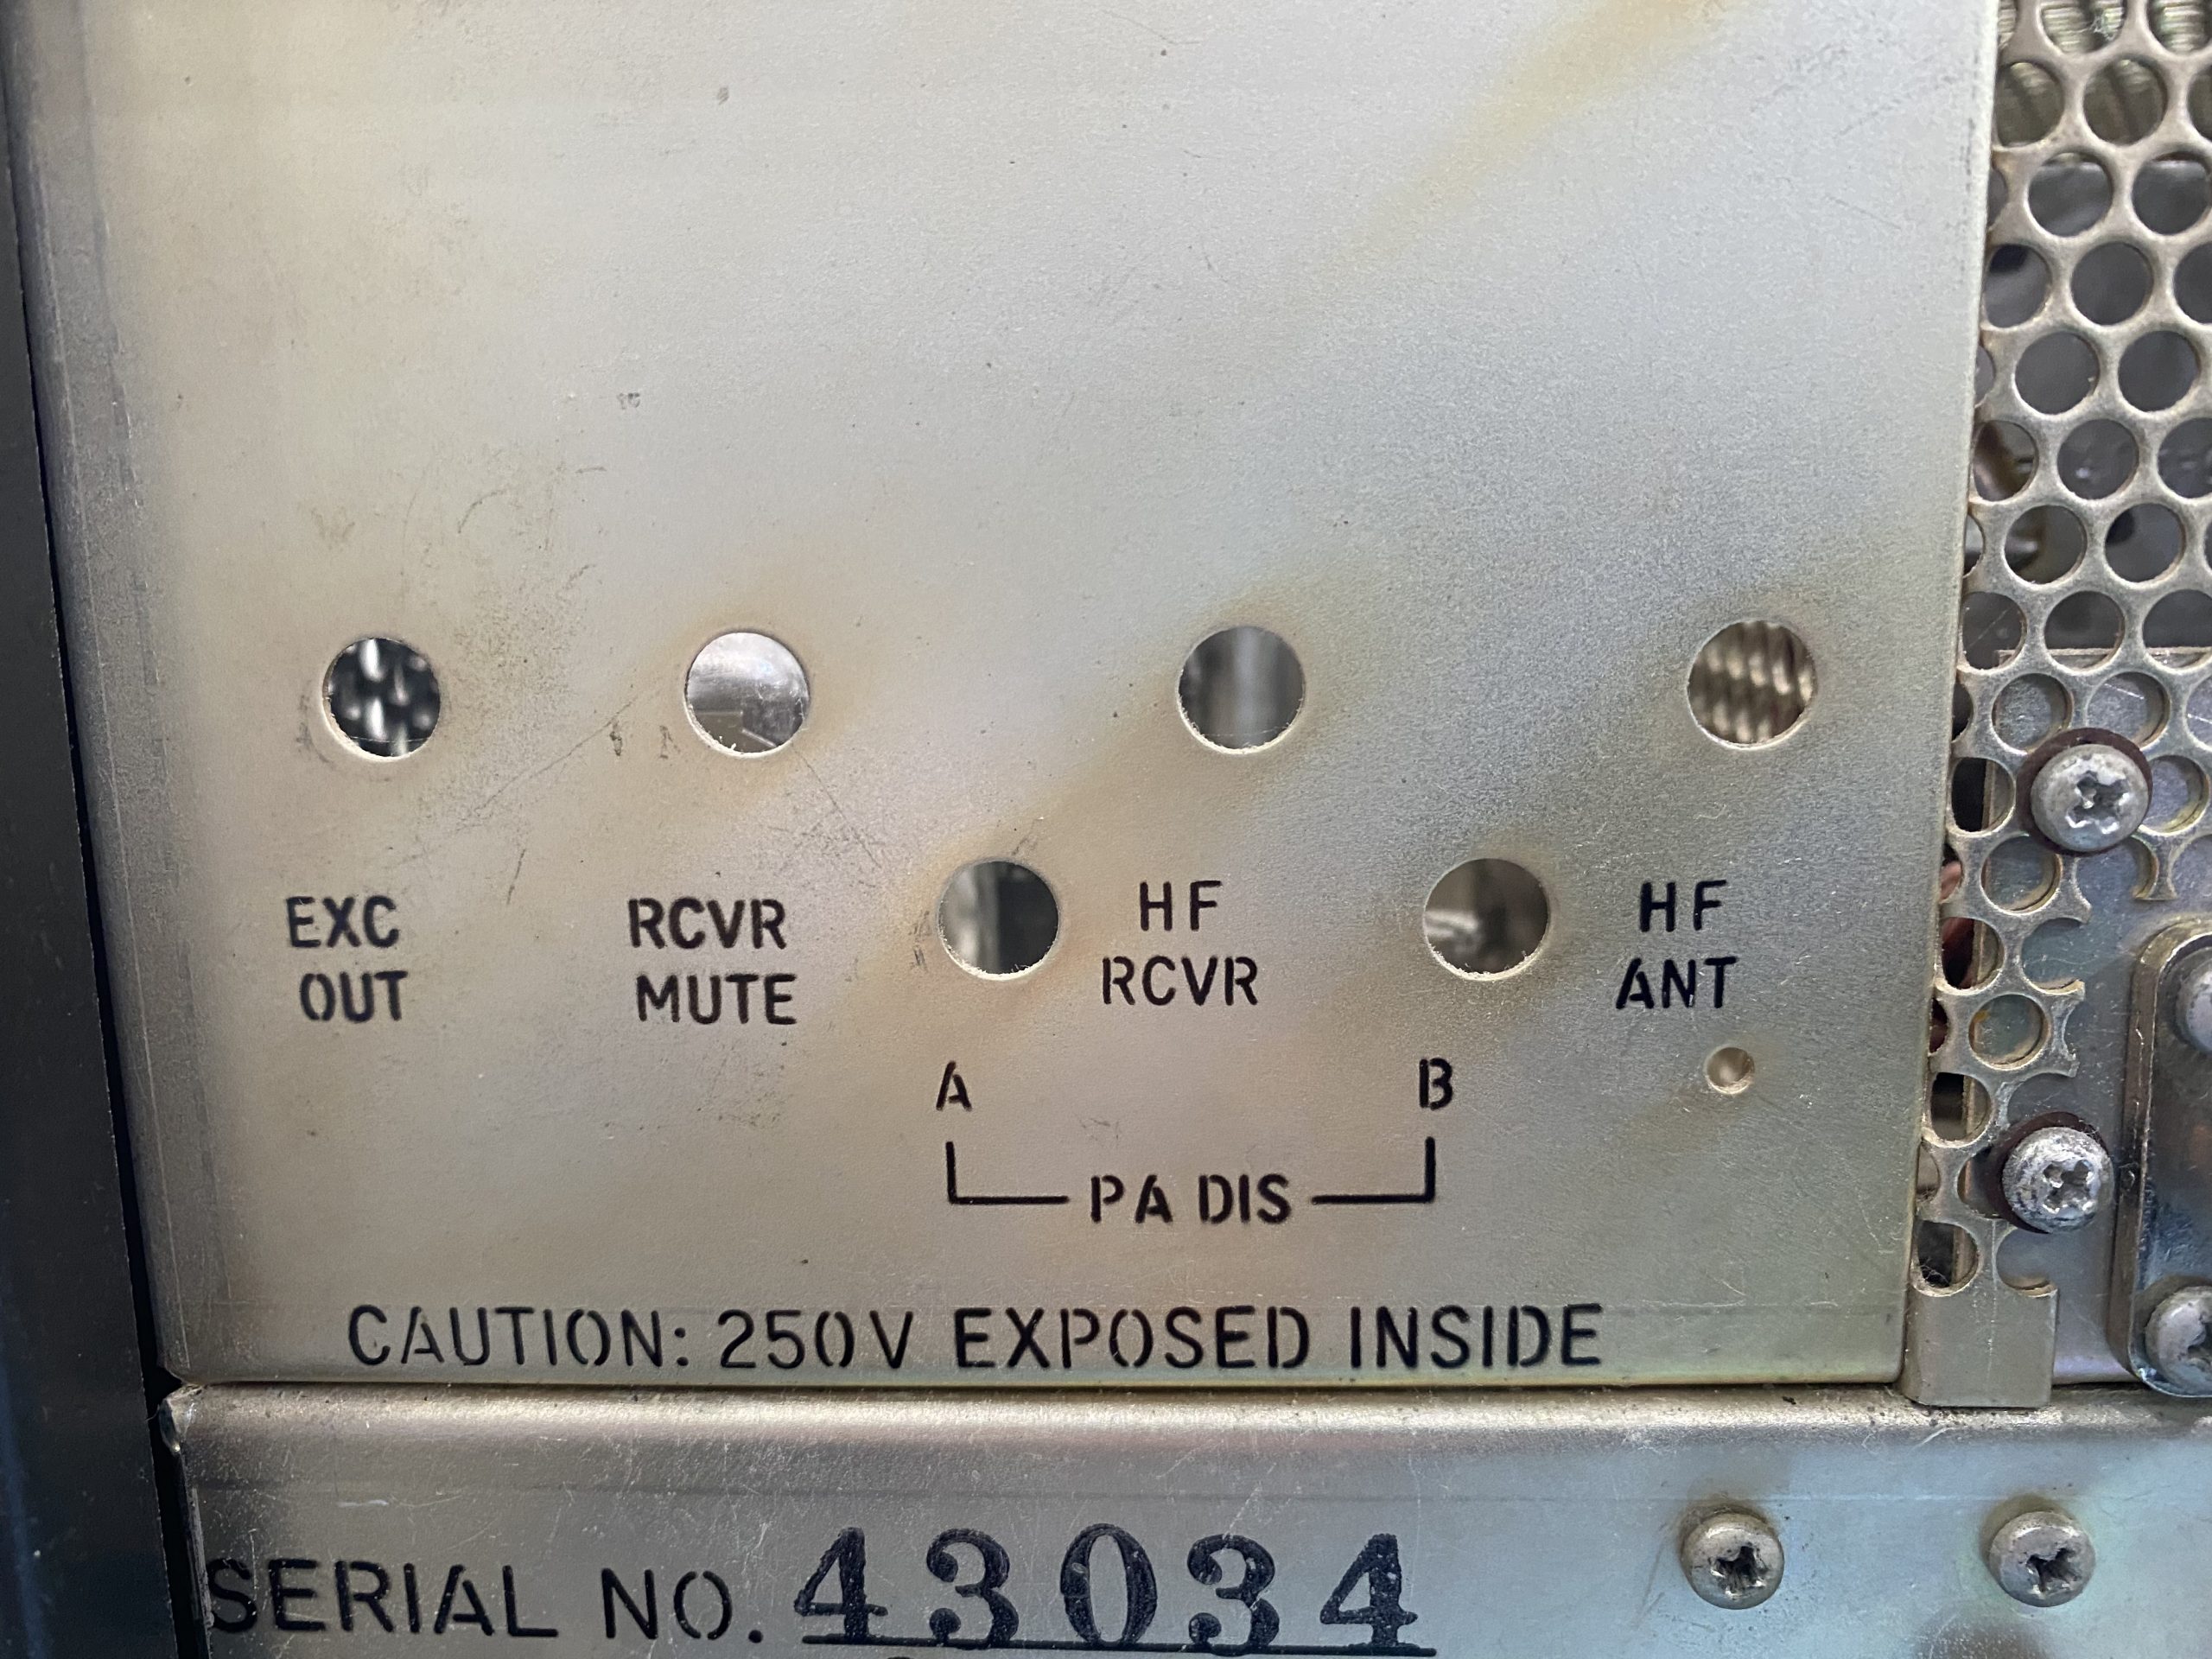 EXC OUT
RCVR MUTE
HF RCVR
HF ANT
A B
PA DIS
CAUTION: 250V EXPOSED INSIDE
SERIAL NO. 43034